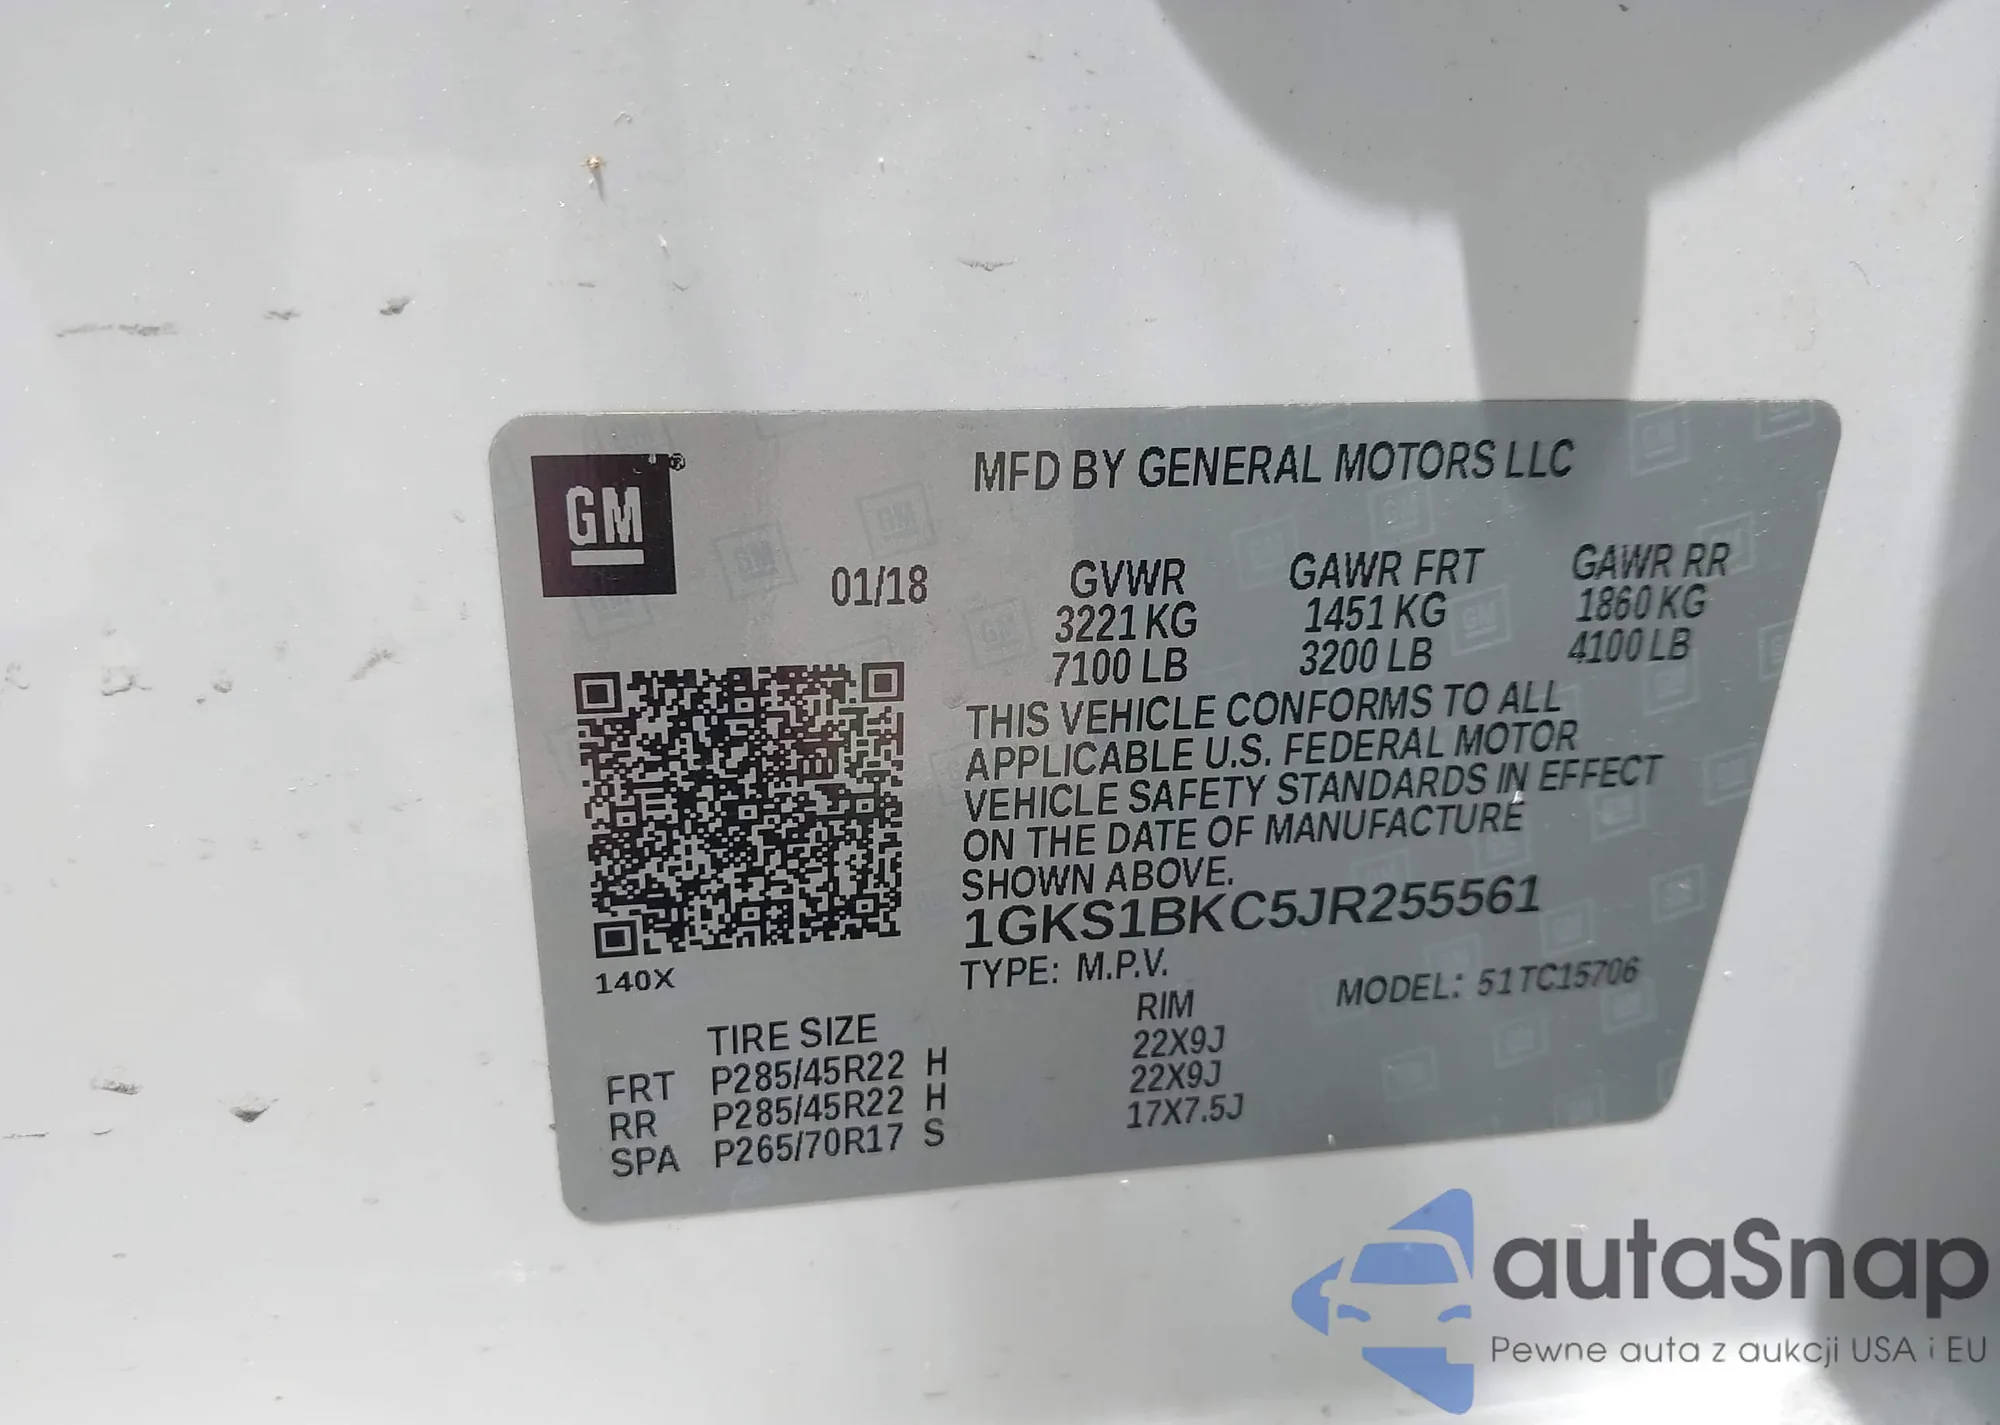 GM®
MFD BY GENERAL MOTORS LLC
01/18
GVWR GAWR FRT GAWR RR
3221 KG 1451 KG 1860 KG
7100 LB 3200 LB 4100 LB
THIS VEHICLE CONFORMS TO ALL
APPLICABLE U.S. FEDERAL MOTOR
VEHICLE SAFETY STANDARDS IN EFFECT
ON THE DATE OF MANUFACTURE
SHOWN ABOVE.
1GKS1BKC5JR255561
140X
TYPE: M.P.V. MODEL: 51TC15706
TIRE SIZE RIM
FRT P285/45R22 H 22X9J
RR P285/45R22 H 22X9J
SPA P265/70R17 S 17X7.5J
autaSnap
Pewne auta z aukcji USA i EU